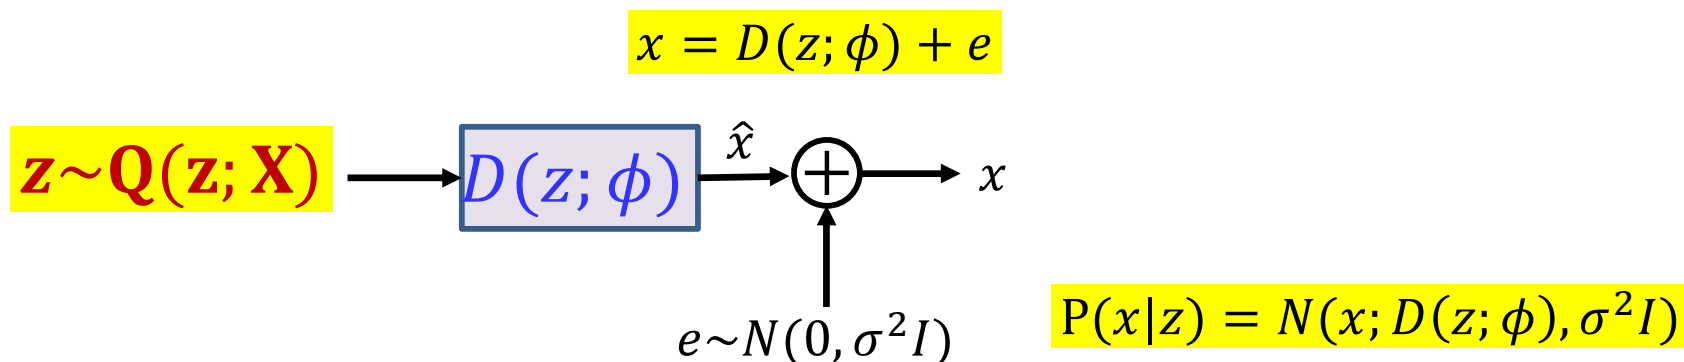 x = D(z; ϕ) + e
z~Q(z; X)
D(z; ϕ)
x̂
x
e~N(0, σ²I)
P(x|z) = N(x; D(z; ϕ), σ²I)